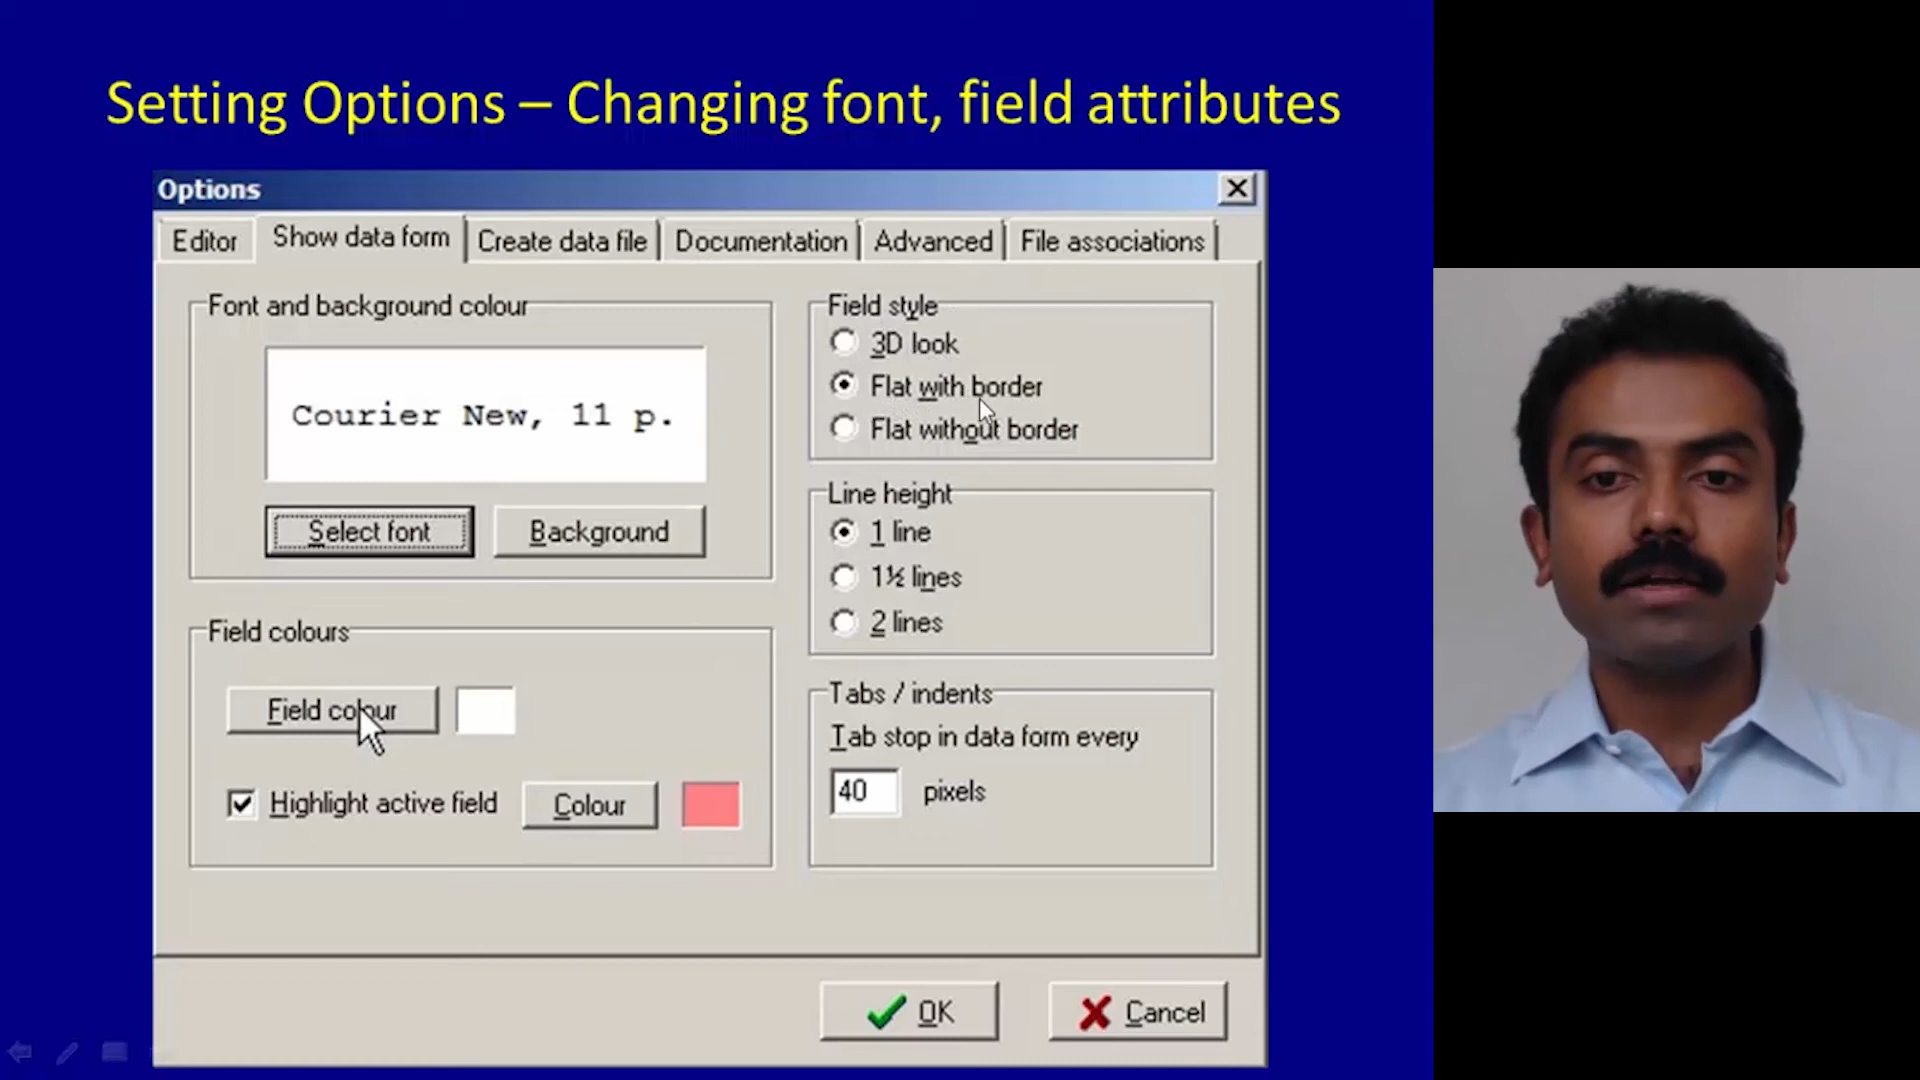 Setting Options – Changing font, field attributes
Options
Editor Show data form Create data file Documentation Advanced File associations
Font and background colour
Courier New, 11 p.
Select font Background
Field colours
Field colour
Highlight active field Colour
Field style
3D look
Flat with border
Flat without border
Line height
1 line
1½ lines
2 lines
Tabs / indents
Tab stop in data form every
40 pixels
OK Cancel